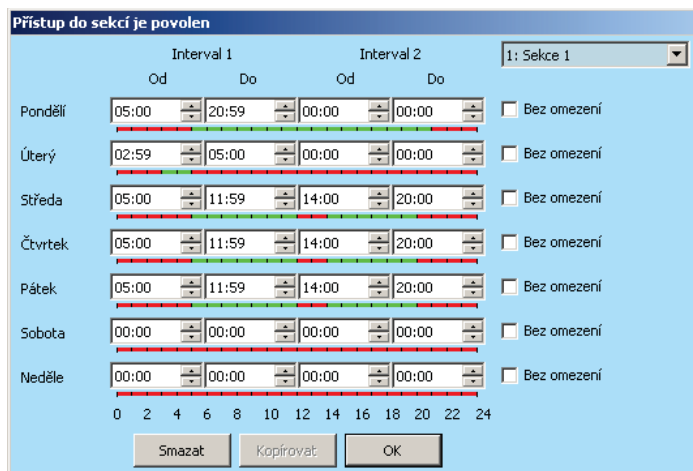 Přístup do sekcí je povolen
Interval 1 Interval 2 1: Sekce 1
Od Do Od Do
Pondělí 05:00 20:59 00:00 00:00 Bez omezení
Úterý 02:59 05:00 00:00 00:00 Bez omezení
Středa 05:00 11:59 14:00 20:00 Bez omezení
Čtvrtek 05:00 11:59 14:00 20:00 Bez omezení
Pátek 05:00 11:59 14:00 20:00 Bez omezení
Sobota 00:00 00:00 00:00 00:00 Bez omezení
Neděle 00:00 00:00 00:00 00:00 Bez omezení
0 2 4 6 8 10 12 14 16 18 20 22 24
Smazat Kopírovat OK